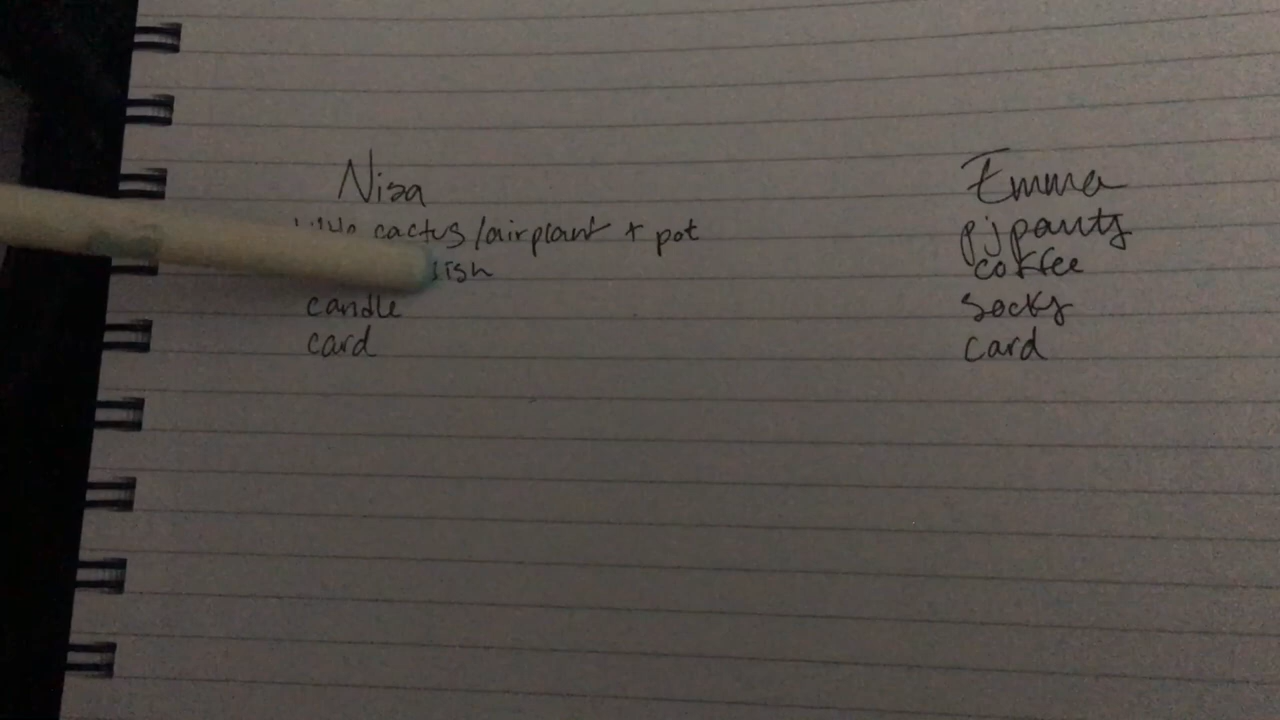 Nisa
cactus/airplant + pot
candle
card
Emma
pj pants
coffee
socks
card